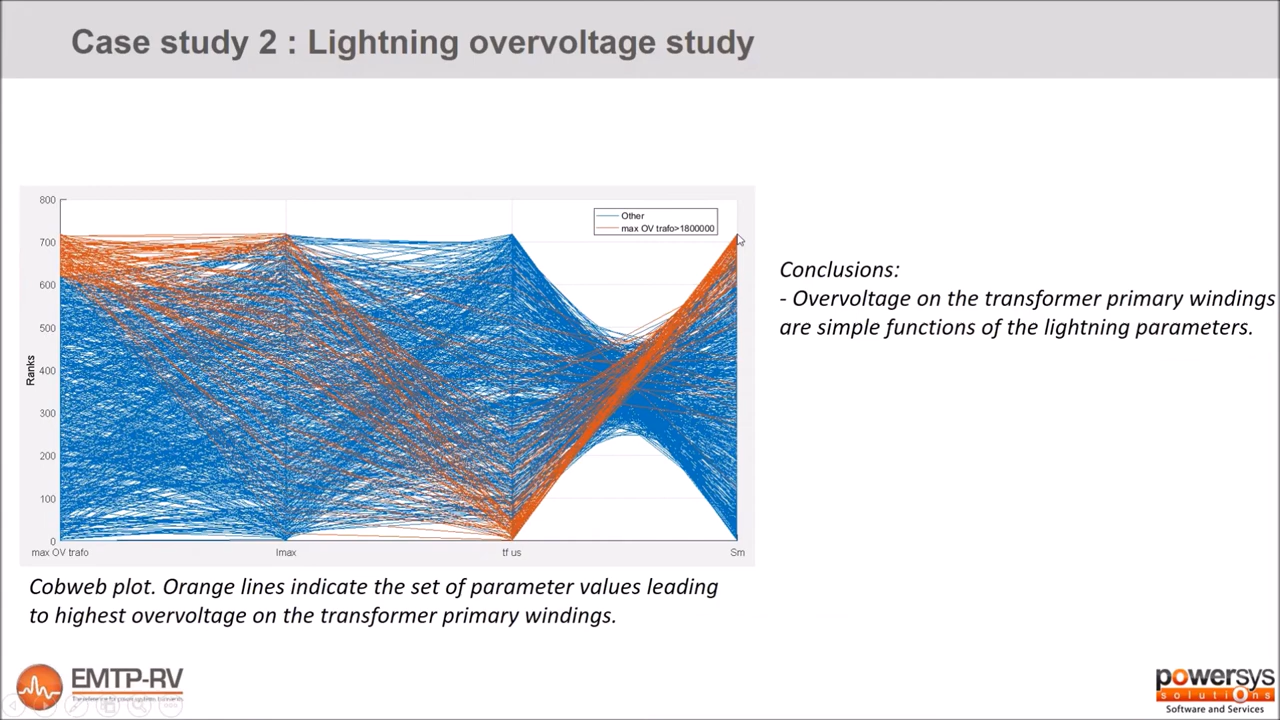 Case study 2 : Lightning overvoltage study
800
700
600
500
400
300
200
100
0
Ranks
Other
max OV trafo>1800000
max OV trafo
Imax
tf us
Sm
Conclusions:
- Overvoltage on the transformer primary windings
are simple functions of the lightning parameters.
Cobweb plot. Orange lines indicate the set of parameter values leading
to highest overvoltage on the transformer primary windings.
EMTP-RV
powersys
solutions
Software and Services